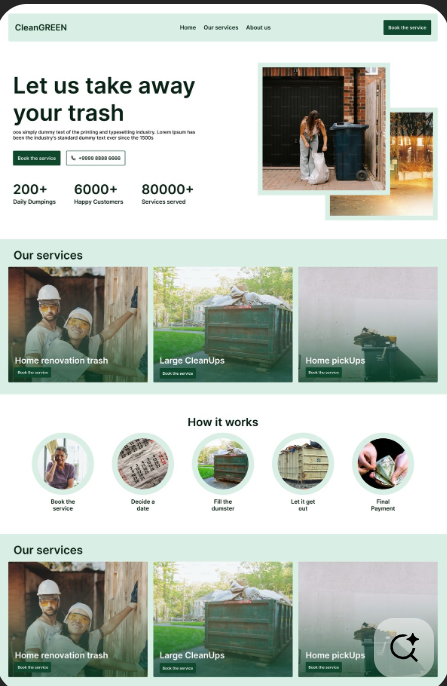 CleanGREEN
Home Our services About us
Book the service
Let us take away
your trash
oos simply dummy text of the printing and typesetting industry. Lorem Ipsum has
been the industry's standard dummy text ever since the 1500s
Book the service
+0000 8888 6666
200+ 6000+ 80000+
Daily Dumpings Happy Customers Services served
Our services
Home renovation trash Large CleanUps Home pickUps
Book the service Book the service Book the service
How it works
Book the Decide a Fill the Let it get Final
service date dumster out Payment
Our services
Home renovation trash Large CleanUps Home pickUps
Book the service Book the service Book the service